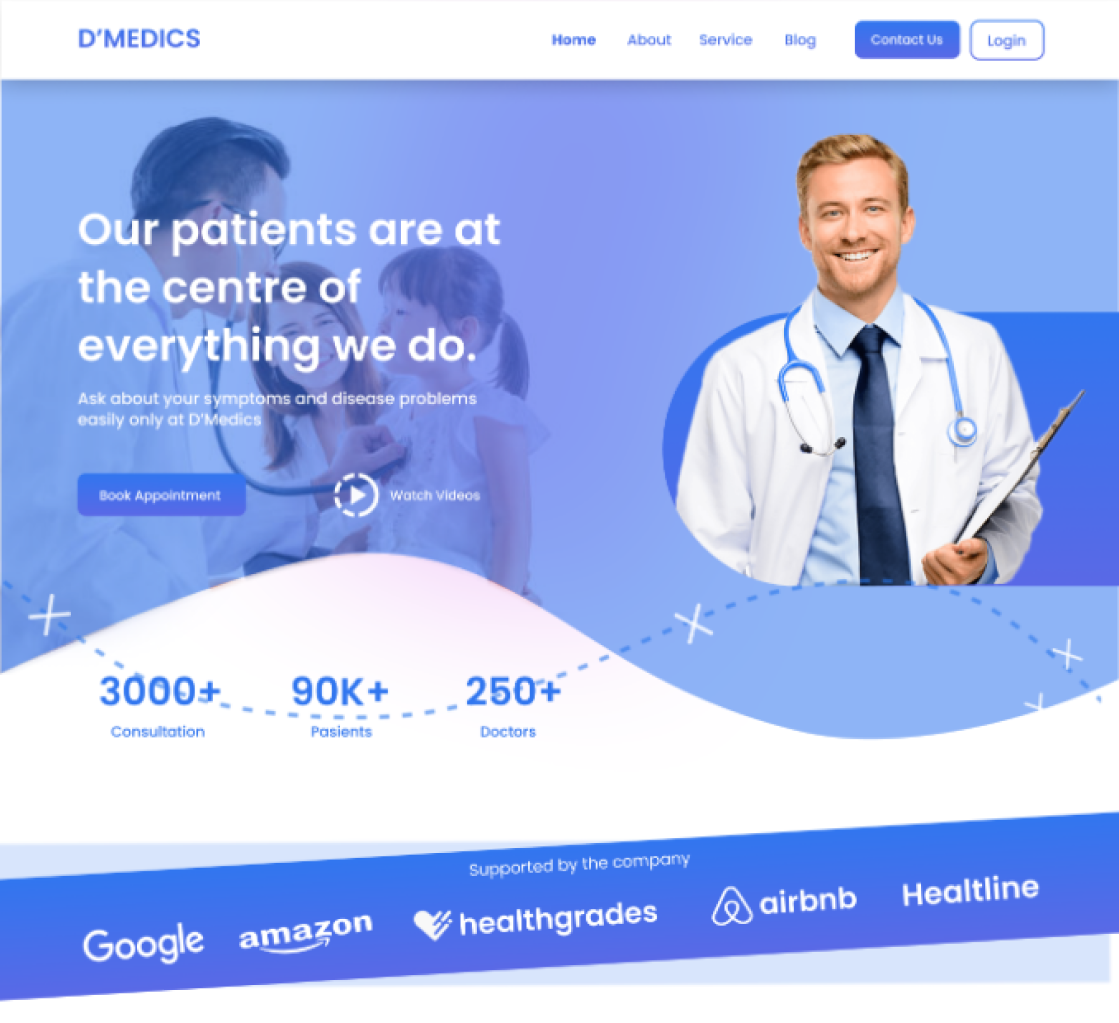 D'MEDICS
Home About Service Blog Contact Us Login
Our patients are at
the centre of
everything we do.
Ask about your symptoms and disease problems
easily only at D'Medics
Book Appointment Watch Videos
3000+ 90K+ 250+
Consultation Pasients Doctors
Supported by the company
Google amazon healthgrades airbnb Healtline